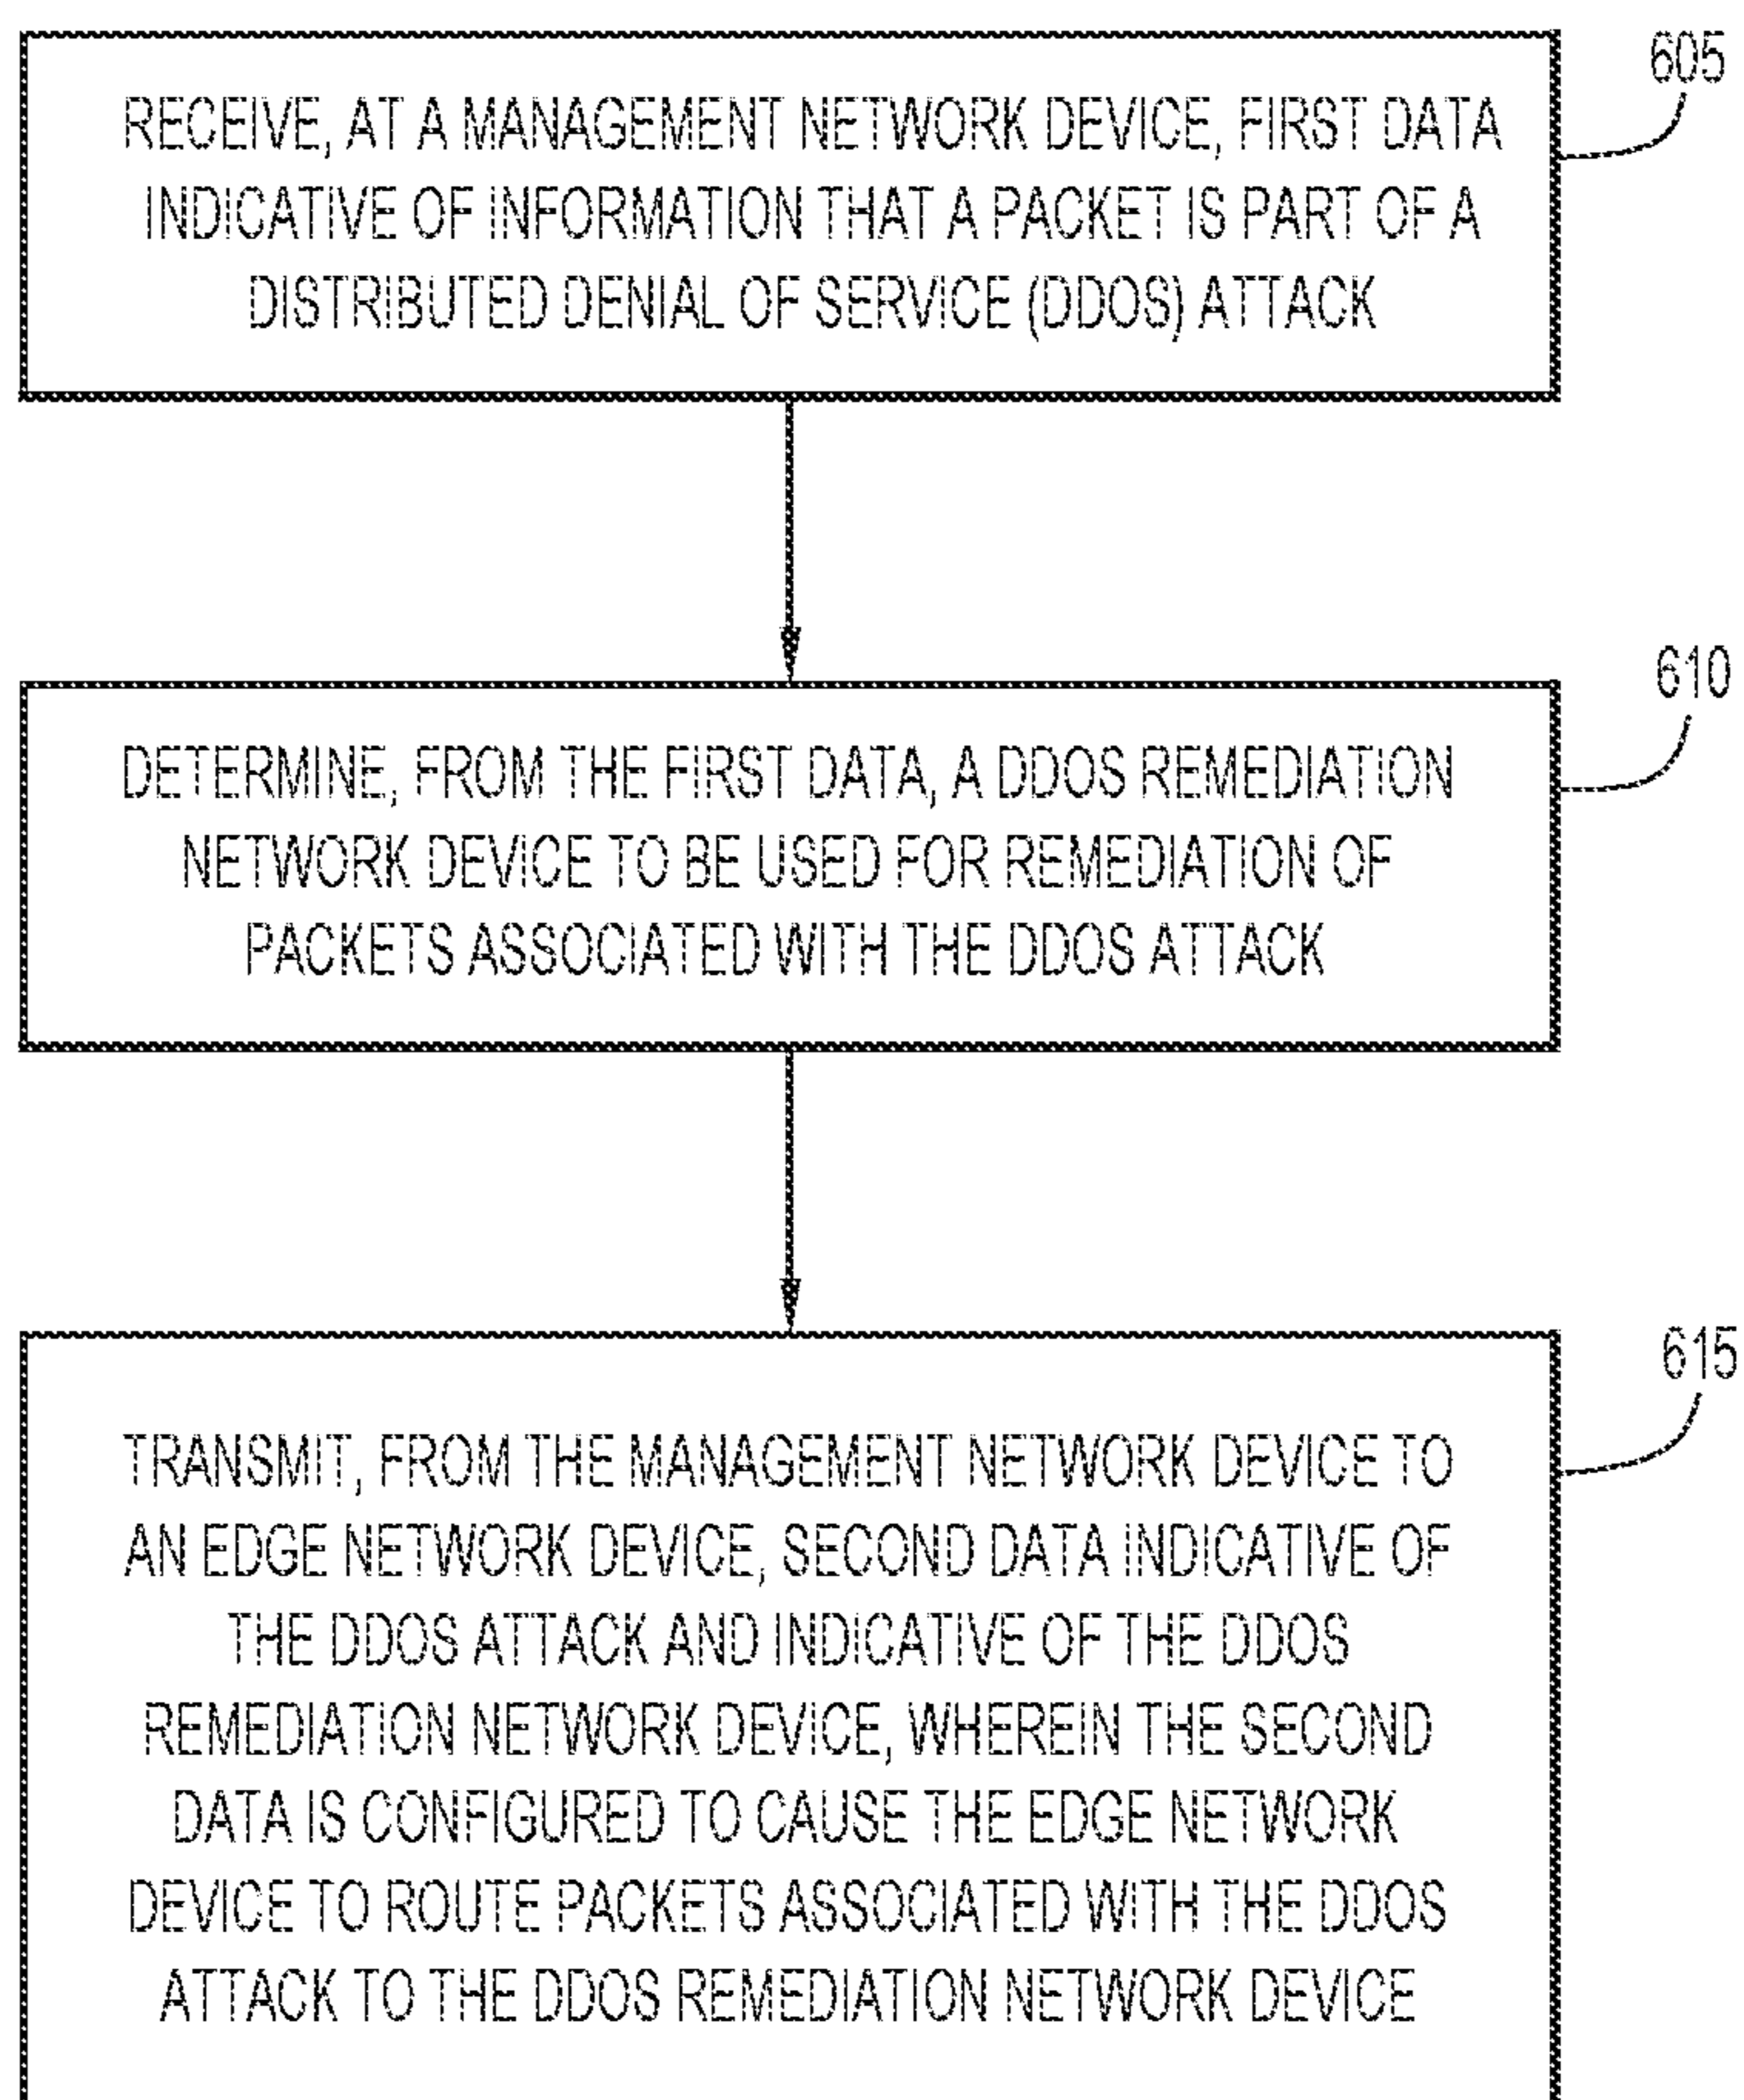 605
RECEIVE, AT A MANAGEMENT NETWORK DEVICE, FIRST DATA
INDICATIVE OF INFORMATION THAT A PACKET IS PART OF A
DISTRIBUTED DENIAL OF SERVICE (DDOS) ATTACK
610
DETERMINE, FROM THE FIRST DATA, A DDOS REMEDIATION
NETWORK DEVICE TO BE USED FOR REMEDIATION OF
PACKETS ASSOCIATED WITH THE DDOS ATTACK
615
TRANSMIT, FROM THE MANAGEMENT NETWORK DEVICE TO
AN EDGE NETWORK DEVICE, SECOND DATA INDICATIVE OF
THE DDOS ATTACK AND INDICATIVE OF THE DDOS
REMEDIATION NETWORK DEVICE, WHEREIN THE SECOND
DATA IS CONFIGURED TO CAUSE THE EDGE NETWORK
DEVICE TO ROUTE PACKETS ASSOCIATED WITH THE DDOS
ATTACK TO THE DDOS REMEDIATION NETWORK DEVICE